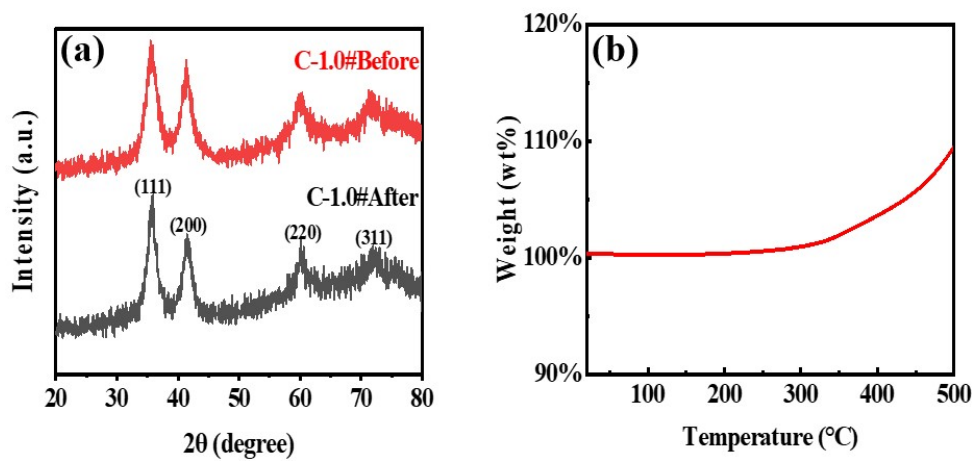 (a)
C-1.0#Before
C-1.0#After
(111)
(200)
(220)
(311)
Intensity (a.u.)
20 30 40 50 60 70 80
2θ (degree)
(b)
120%
110%
100%
90%
Weight (wt%)
100 200 300 400 500
Temperature (°C)